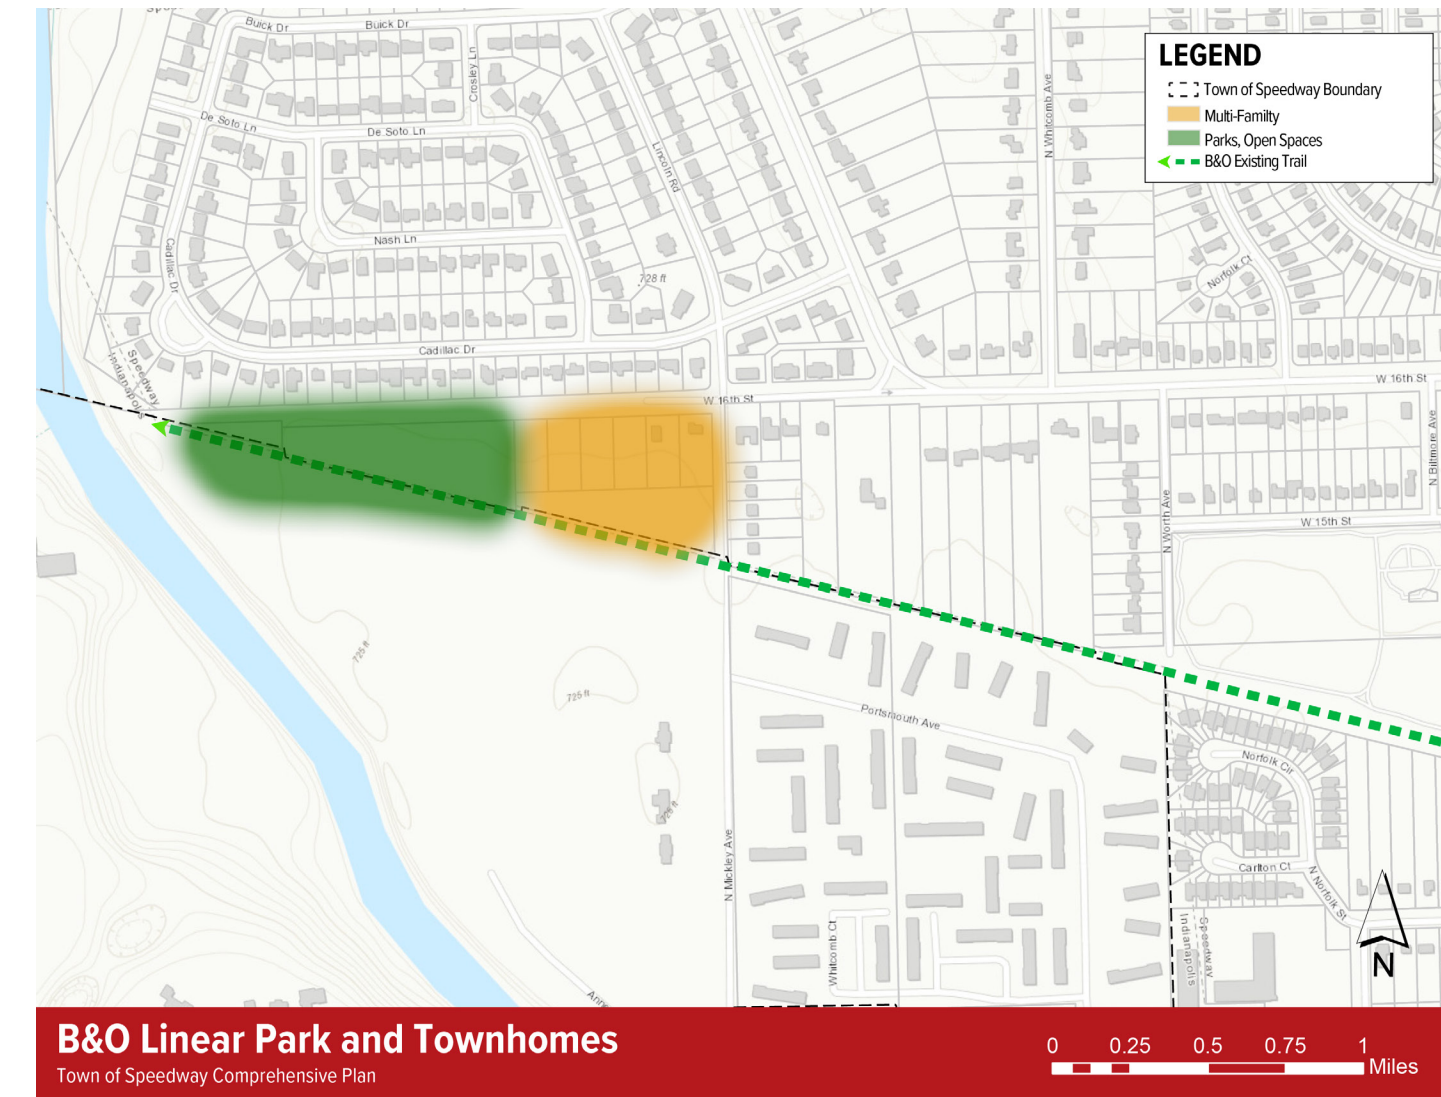 Buick Dr
Buick Dr
Crosley Ln
De Soto Ln
De Soto Ln
Lincoln Rd
N Whitcomb Ave
LEGEND
Town of Speedway Boundary
Multi-Familty
Parks, Open Spaces
B&O Existing Trail
Nash Ln
Cadillac Dr
728 ft
Norfolk Ct
Cadillac Dr
Speedway
Indianapolis
W 16th St
W 16th St
N Biltmore Ave
N Worth Ave
W 15th St
725 ft
725 ft
Portsmouth Ave
Norfolk Cir
N Mickley Ave
Carlton Ct
N Norfolk St
Whitcomb Ct
Indianapolis
Speedway
N
B&O Linear Park and Townhomes
Town of Speedway Comprehensive Plan
0 0.25 0.5 0.75 1
Miles